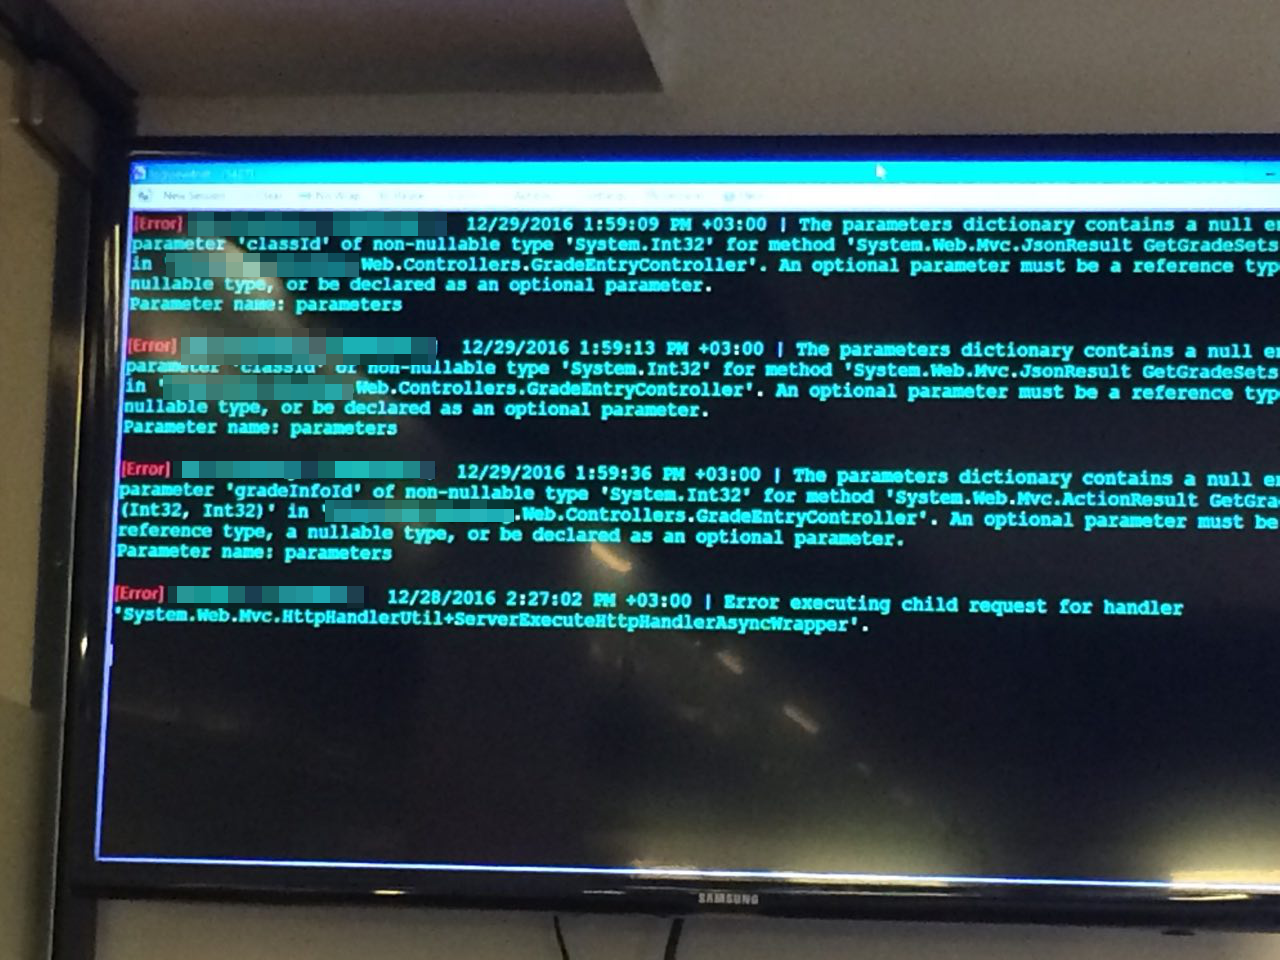 New Session
[Error] 12/29/2016 1:59:09 PM +03:00 | The parameters dictionary contains a null
parameter 'classId' of non-nullable type 'System.Int32' for method 'System.Web.Mvc.JsonResult GetGradeSets
in ' Web.Controllers.GradeEntryController'. An optional parameter must be a reference typ
nullable type, or be declared as an optional parameter.
Parameter name: parameters
[Error] 12/29/2016 1:59:13 PM +03:00 | The parameters dictionary contains a null
parameter 'classId' of non-nullable type 'System.Int32' for method 'System.Web.Mvc.JsonResult GetGradeSets
in ' Web.Controllers.GradeEntryController'. An optional parameter must be a reference typ
nullable type, or be declared as an optional parameter.
Parameter name: parameters
[Error] 12/29/2016 1:59:36 PM +03:00 | The parameters dictionary contains a null
parameter 'gradeInfoId' of non-nullable type 'System.Int32' for method 'System.Web.Mvc.ActionResult GetGra
(Int32, Int32)' in ' .Web.Controllers.GradeEntryController'. An optional parameter must be
reference type, a nullable type, or be declared as an optional parameter.
Parameter name: parameters
[Error] 12/28/2016 2:27:02 PM +03:00 | Error executing child request for handler
'System.Web.Mvc.HttpHandlerUtil+ServerExecuteHttpHandlerAsyncWrapper'.
SAMSUNG